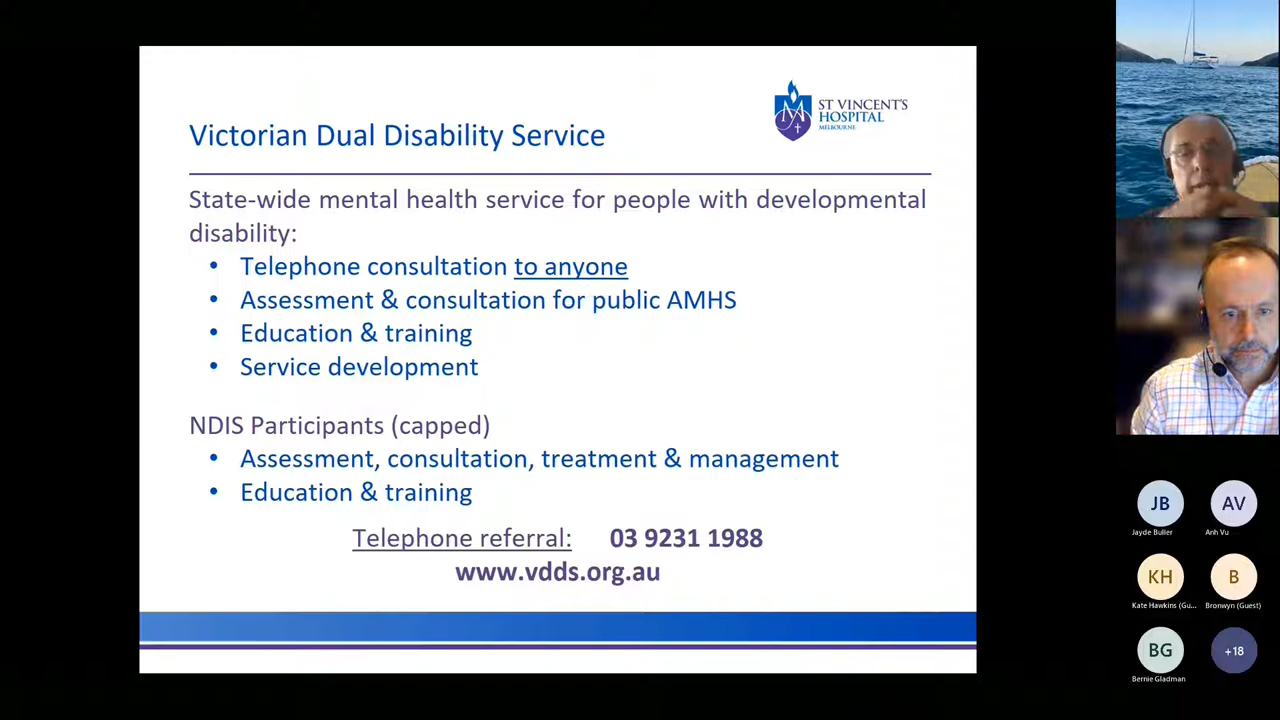 Victorian Dual Disability Service
ST VINCENT'S
HOSPITAL
MELBOURNE
State-wide mental health service for people with developmental
disability:
• Telephone consultation to anyone
• Assessment & consultation for public AMHS
• Education & training
• Service development
NDIS Participants (capped)
• Assessment, consultation, treatment & management
• Education & training
Telephone referral: 03 9231 1988
www.vdds.org.au
JB
Jayde Buller
AV
Anh Vu
KH
Kate Hawkins (Gu...
B
Bronwyn (Guest)
BG
Bernie Gladman
+18